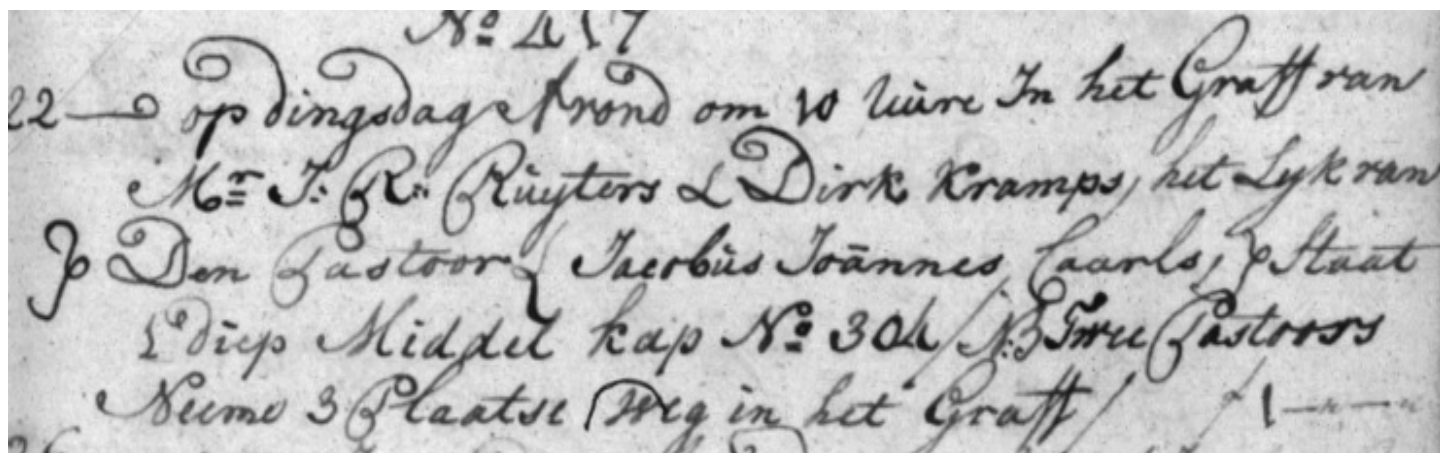 No 417
22 — op dingsdag Avond om 10 uure In het Graff van
Mr J: R: Ruyters & Dirk Kramps, het Lyk van
Den Pastoor { Jacobus Joannes Caarls, } Staat
2 diep Middel kap No 304 / NB Twee Pastoors
Neeme 3 Plaatse Weg in het Graff / 1 — " — "